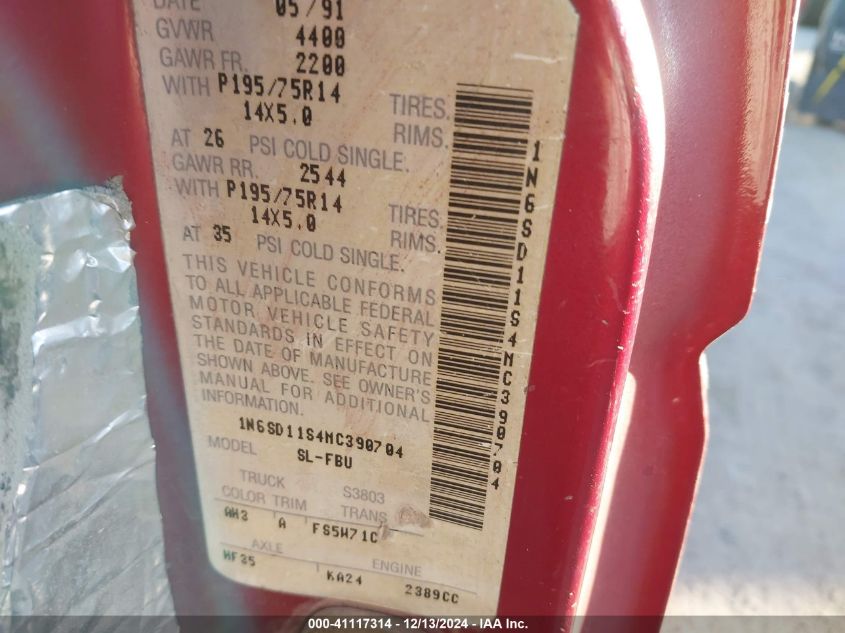 DATE 05/91
GVWR 4400
GAWR FR. 2200
WITH P195/75R14 TIRES.
14X5.0 RIMS.
AT 26 PSI COLD SINGLE.
GAWR RR. 2544
WITH P195/75R14 TIRES.
14X5.0 RIMS.
AT 35 PSI COLD SINGLE.
THIS VEHICLE CONFORMS
TO ALL APPLICABLE FEDERAL
MOTOR VEHICLE SAFETY
STANDARDS IN EFFECT ON
THE DATE OF MANUFACTURE
SHOWN ABOVE. SEE OWNER'S
MANUAL FOR ADDITIONAL
INFORMATION.
1N6SD11S4MC390704
MODEL SL-FBU
TRUCK S3803
COLOR TRIM TRANS
AH3 A FS5W71C
AXLE ENGINE
HF35 KA24 2389CC
1N6SD11S4MC390704
000-41117314 - 12/13/2024 - IAA Inc.